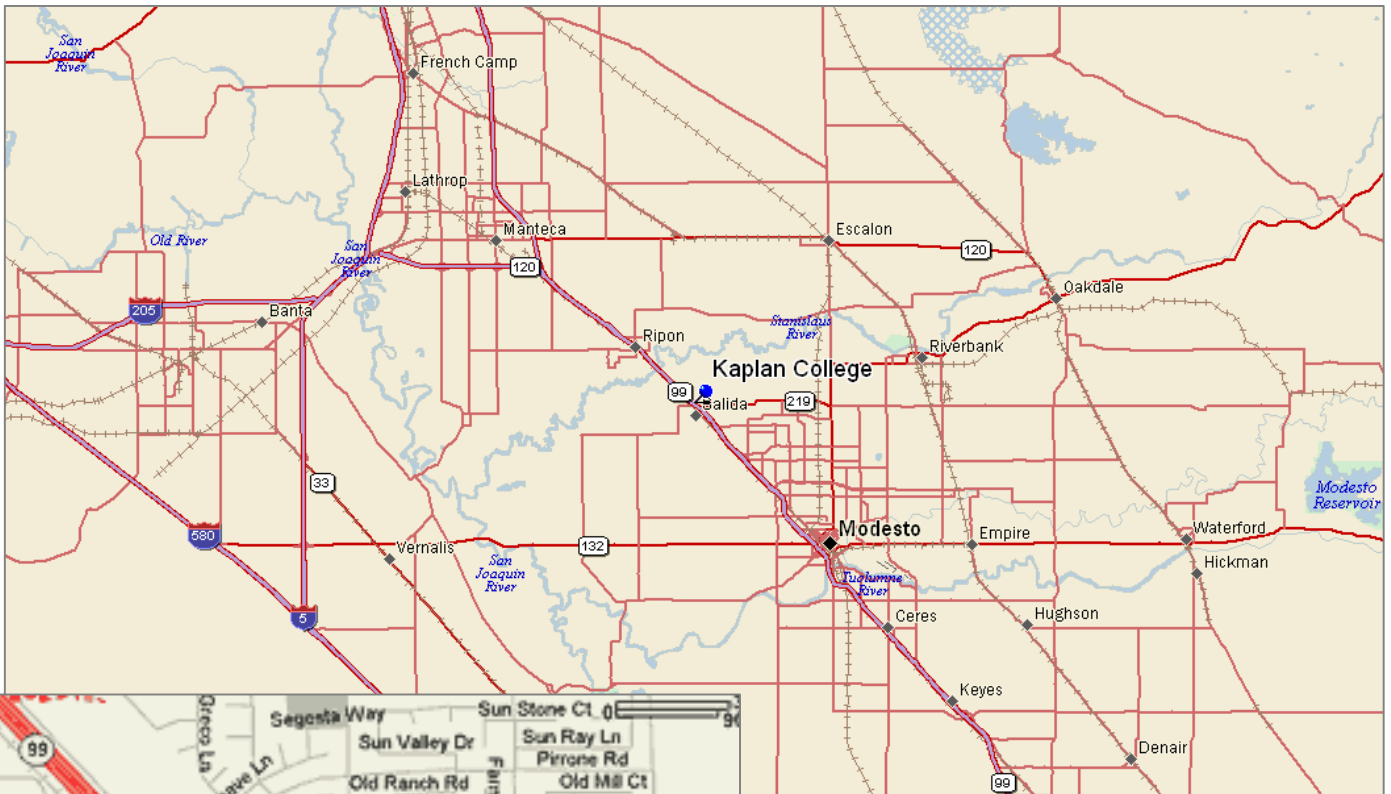 San
Joaquin
River
French Camp
Lathrop
Manteca
Escalon
Old River
San
Joaquin
River
120
120
Oakdale
205
Banta
Stanislaus
River
Ripon
Riverbank
Kaplan College
99
Salida
219
33
Modesto
Reservoir
580
Modesto
Waterford
Vernalis
132
Empire
San
Joaquin
River
Hickman
Tuolumne
River
5
Ceres
Hughson
Keyes
Denair
99
Segesta Way
Sun Stone Ct
0
Greco Ln
99
Sun Valley Dr
Sun Ray Ln
Pirrone Rd
Old Ranch Rd
Old Mill Ct